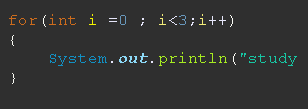 for(int i =0 ; i<3;i++)
{
System.out.println("study
}